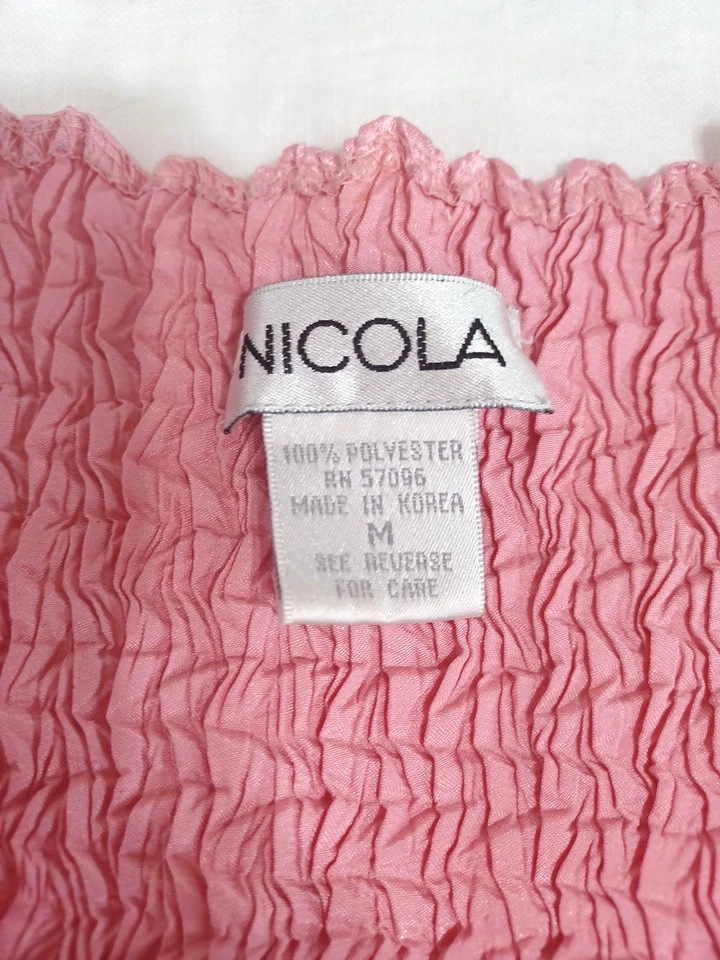 NICOLA
100% POLYESTER
RN 57096
MADE IN KOREA
M
SEE REVERSE
FOR CARE